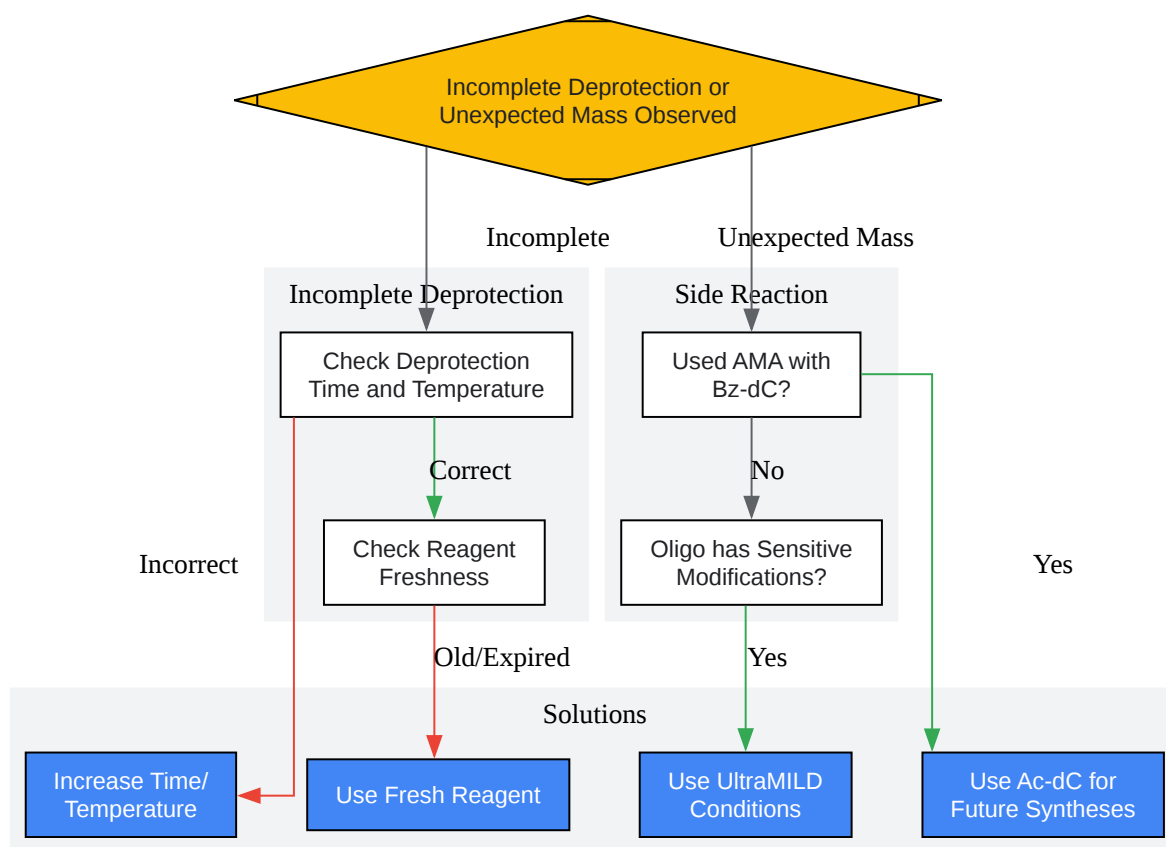 Incomplete Deprotection or
Unexpected Mass Observed
Incomplete
Unexpected Mass
Incomplete Deprotection
Side Reaction
Check Deprotection
Time and Temperature
Used AMA with
Bz-dC?
Correct
No
Check Reagent
Freshness
Oligo has Sensitive
Modifications?
Incorrect
Yes
Old/Expired
Yes
Solutions
Increase Time/
Temperature
Use Fresh Reagent
Use UltraMILD
Conditions
Use Ac-dC for
Future Syntheses